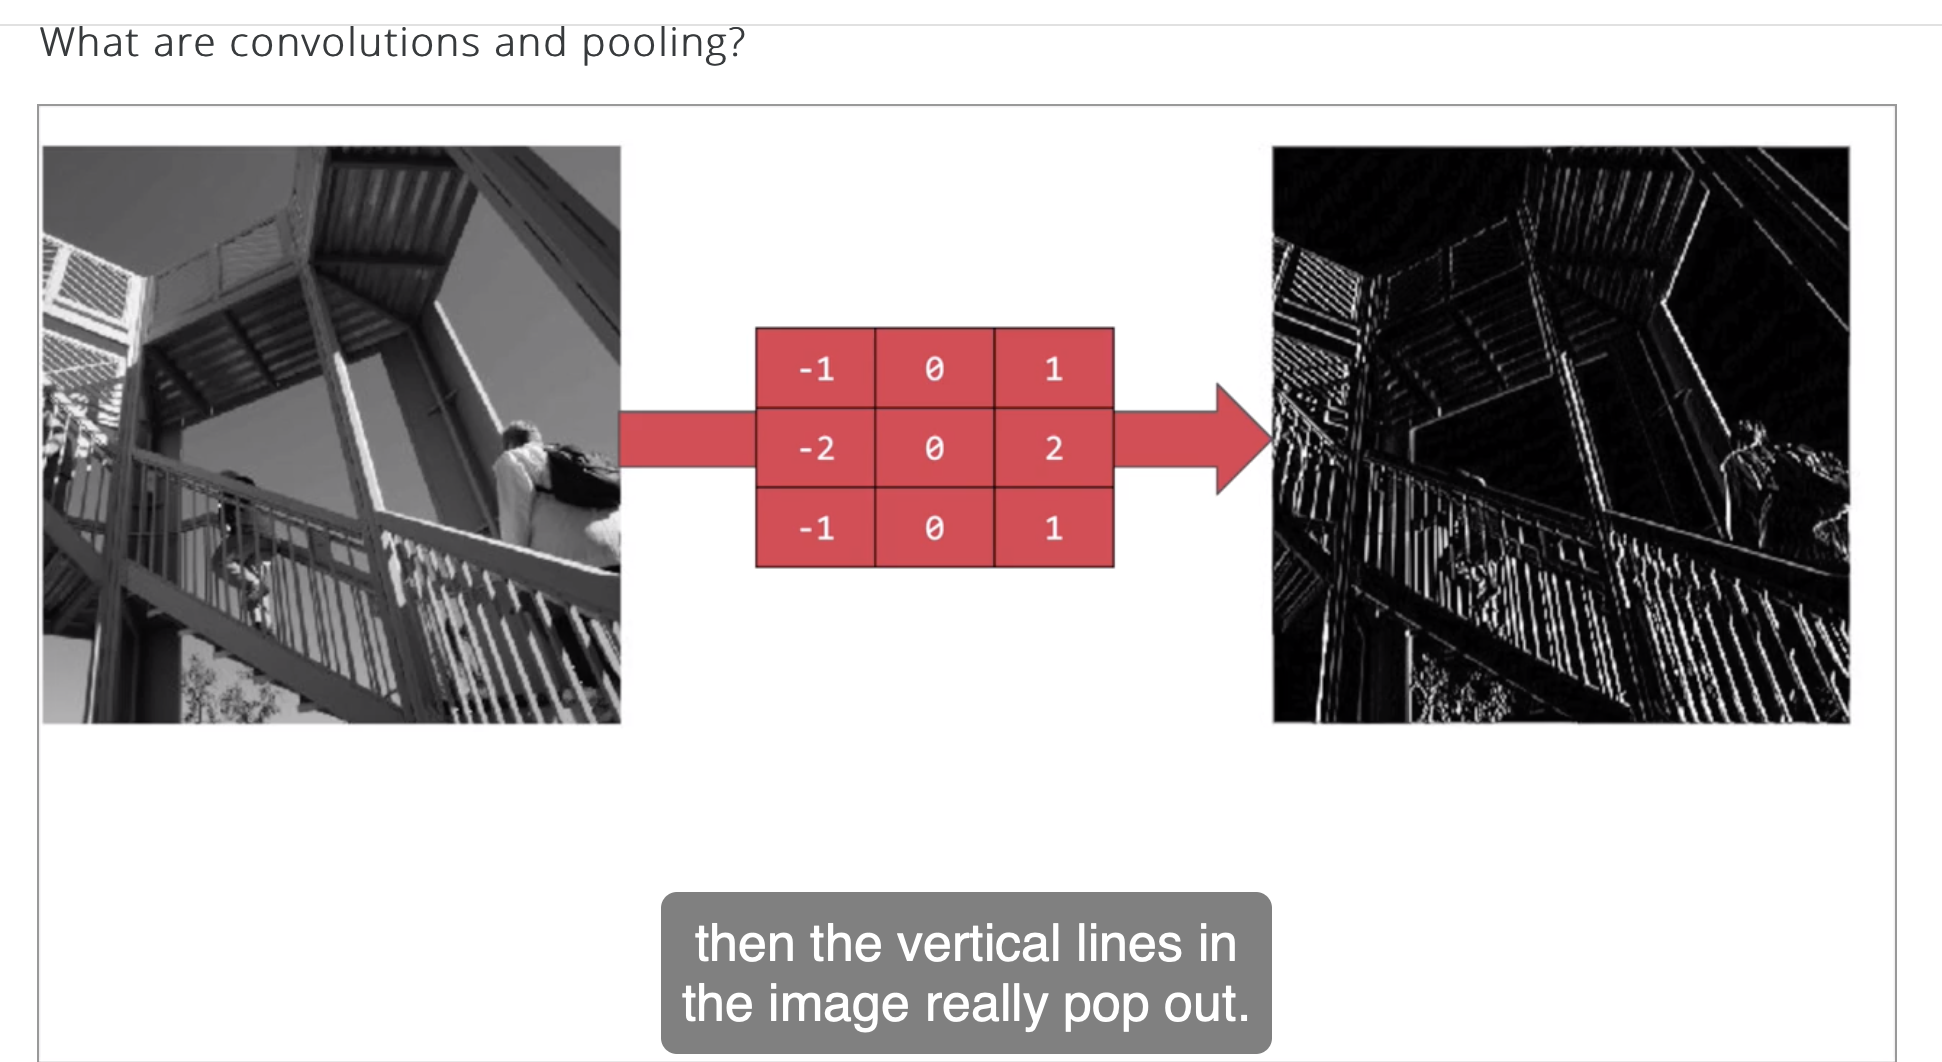 What are convolutions and pooling?
-1 0 1
-2 0 2
-1 0 1
then the vertical lines in
the image really pop out.